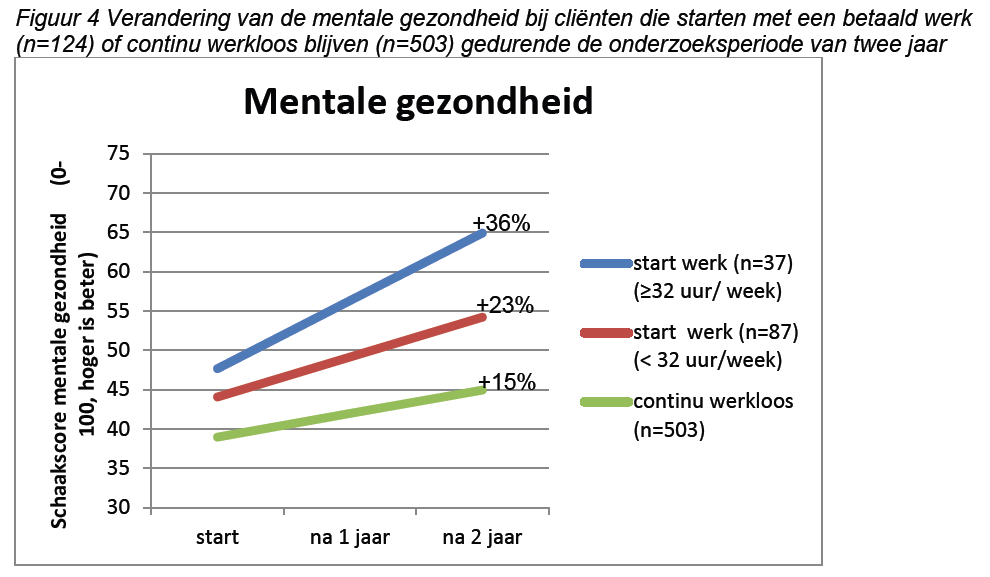 Figuur 4 Verandering van de mentale gezondheid bij cliënten die starten met een betaald werk
(n=124) of continu werkloos blijven (n=503) gedurende de onderzoeksperiode van twee jaar
Mentale gezondheid
Schaakscore mentale gezondheid (0-
100, hoger is beter)
75
70
65
60
55
50
45
40
35
30
+36%
+23%
+15%
start
na 1 jaar
na 2 jaar
start werk (n=37)
(≥32 uur/ week)
start werk (n=87)
(< 32 uur/week)
continu werkloos
(n=503)